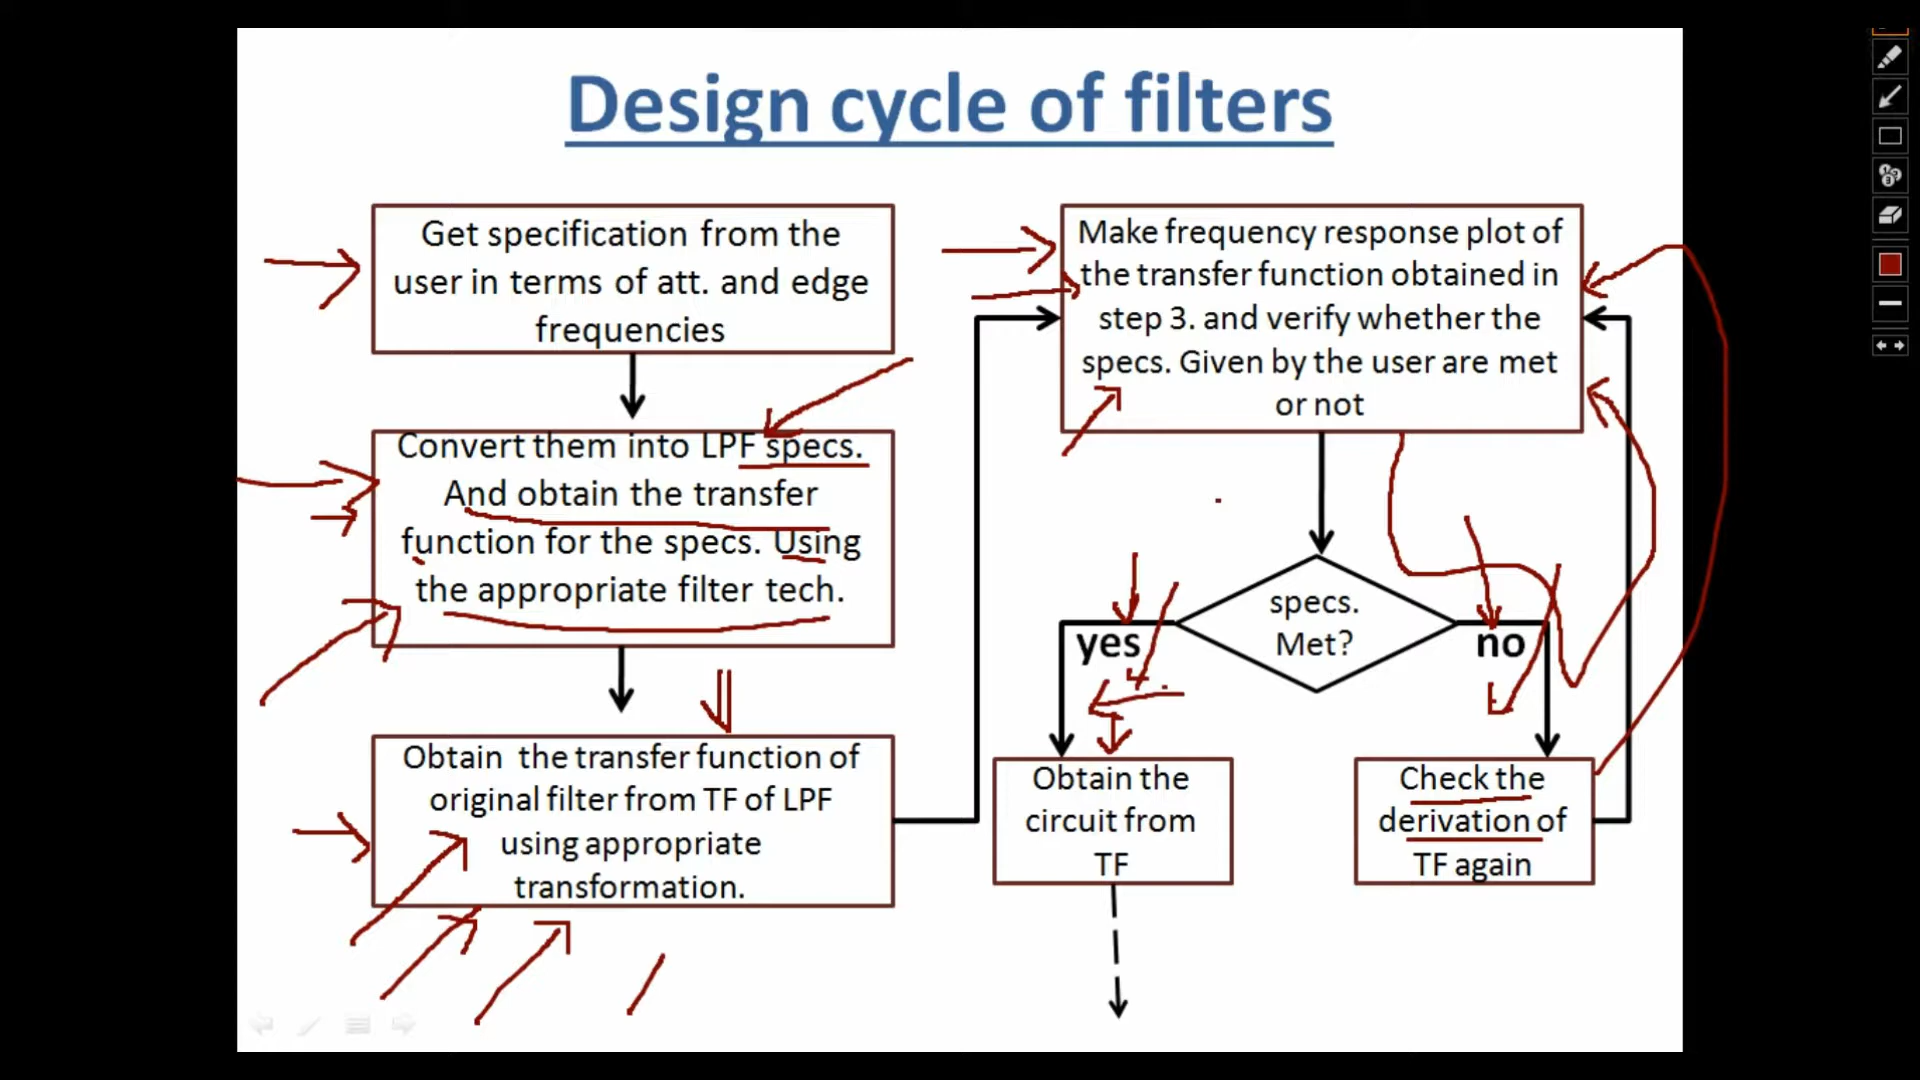 Design cycle of filters
Get specification from the
user in terms of att. and edge
frequencies
Convert them into LPF specs.
And obtain the transfer
function for the specs. Using
the appropriate filter tech.
Obtain the transfer function of
original filter from TF of LPF
using appropriate
transformation.
Make frequency response plot of
the transfer function obtained in
step 3. and verify whether the
specs. Given by the user are met
or not
specs.
Met?
yes
no
Obtain the
circuit from
TF
Check the
derivation of
TF again